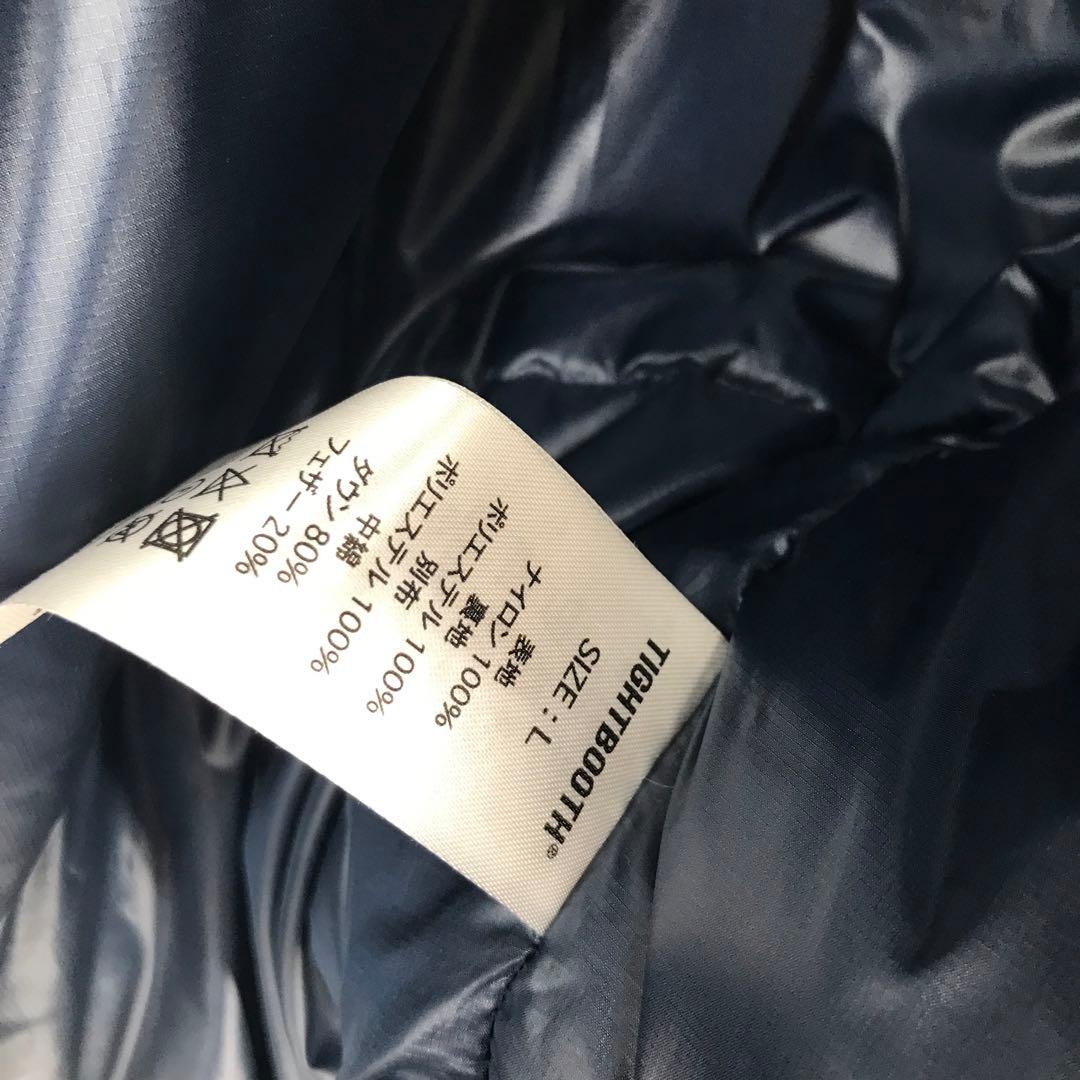 TIGHTBOOTH®
SIZE : L
表地
ナイロン 100%
裏地
ポリエステル 100%
別布
ポリエステル 100%
中綿
ダウン 80%
フェザー 20%